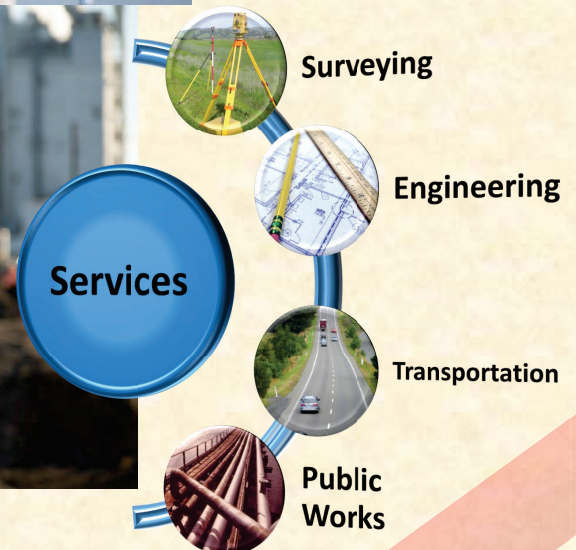 Surveying
Engineering
Services
Transportation
Public
Works